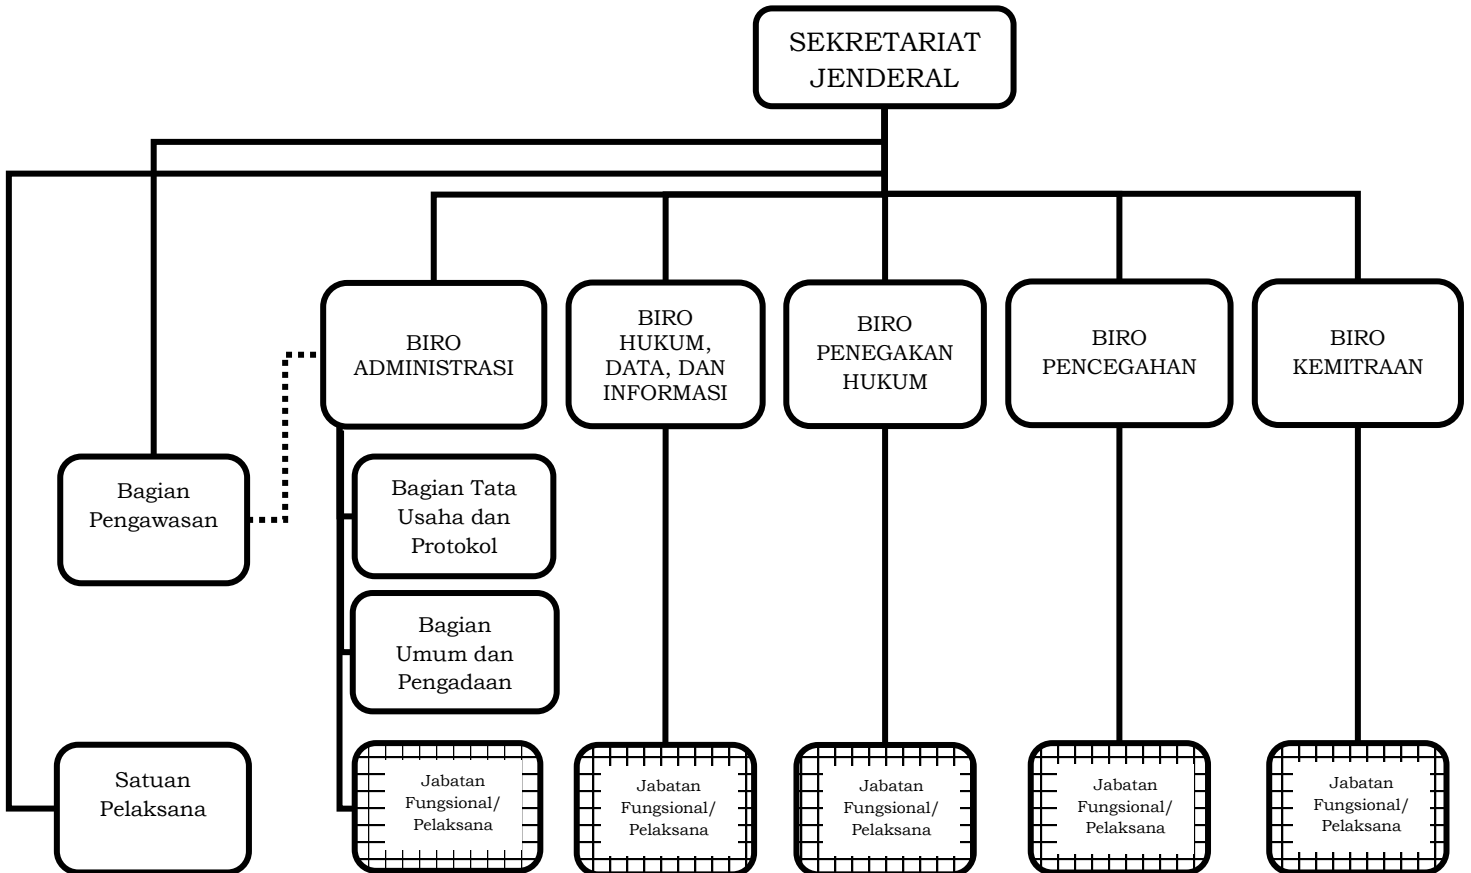 SEKRETARIAT
JENDERAL
BIRO
ADMINISTRASI
BIRO
HUKUM,
DATA, DAN
INFORMASI
BIRO
PENEGAKAN
HUKUM
BIRO
PENCEGAHAN
BIRO
KEMITRAAN
Bagian
Pengawasan
Bagian Tata
Usaha dan
Protokol
Bagian
Umum dan
Pengadaan
Satuan
Pelaksana
Jabatan
Fungsional/
Pelaksana
Jabatan
Fungsional/
Pelaksana
Jabatan
Fungsional/
Pelaksana
Jabatan
Fungsional/
Pelaksana
Jabatan
Fungsional/
Pelaksana